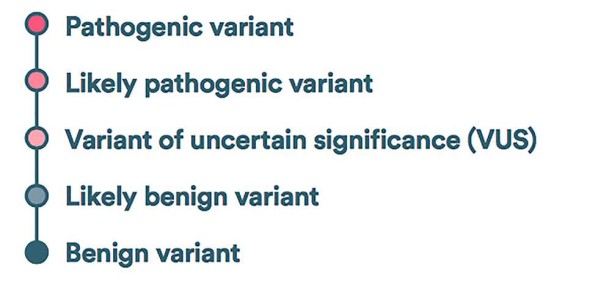 Pathogenic variant
Likely pathogenic variant
Variant of uncertain significance (VUS)
Likely benign variant
Benign variant